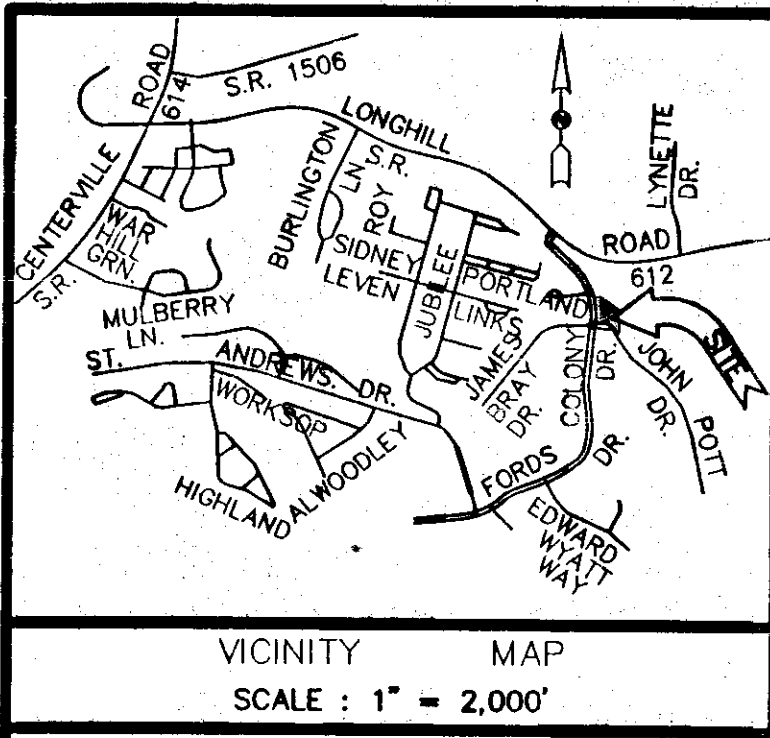 CENTERVILLE ROAD
S.R. 614
S.R. 1506
LONGHILL ROAD
S.R. 612
LYNETTE DR.
BURLINGTON LN
WAR HILL GRN.
MULBERRY LN.
ROY
SIDNEY
LEVEN
JUBILEE
PORTLAND
LINKS
JAMES BRAY DR.
COLONY DR.
JOHN POTT DR.
SITE
ST. ANDREWS. DR.
WORKSOP
HIGHLAND
ALWOODLEY
FORDS DR.
EDWARD WYATT WAY
VICINITY MAP
SCALE : 1" = 2,000'